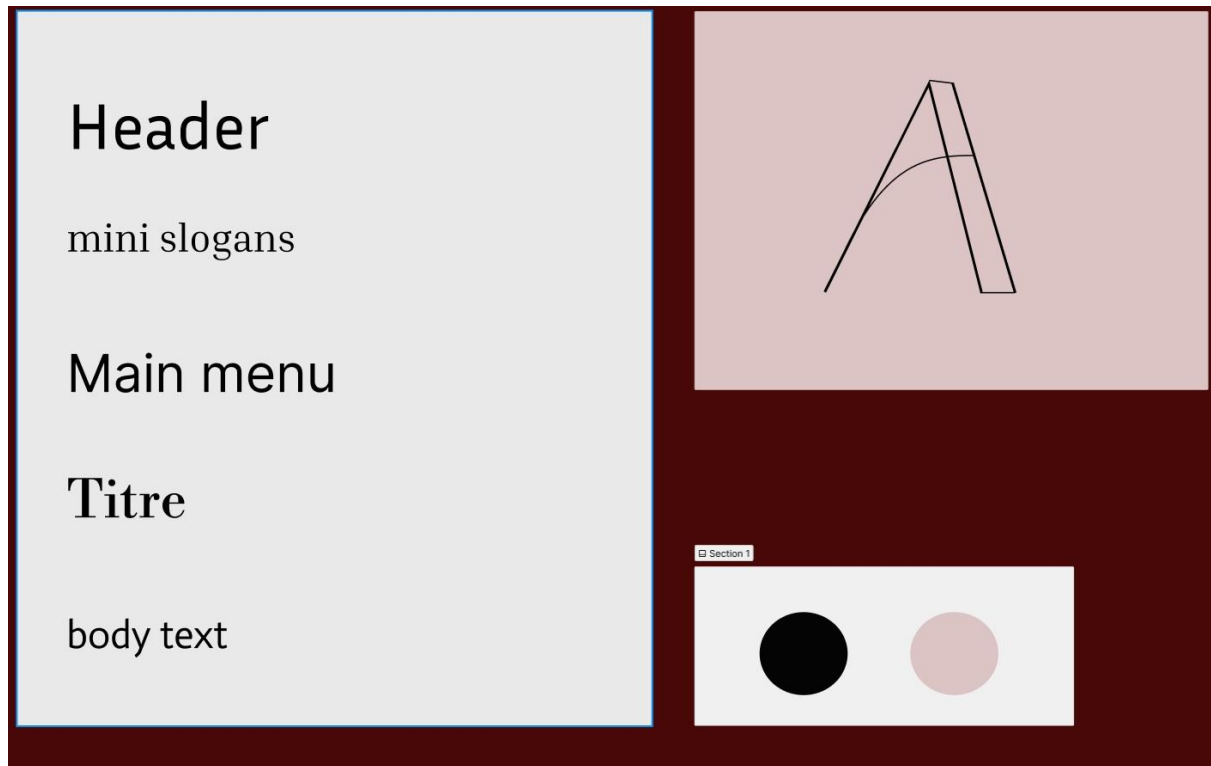 Header
mini slogans
Main menu
Titre
body text
A
Section 1